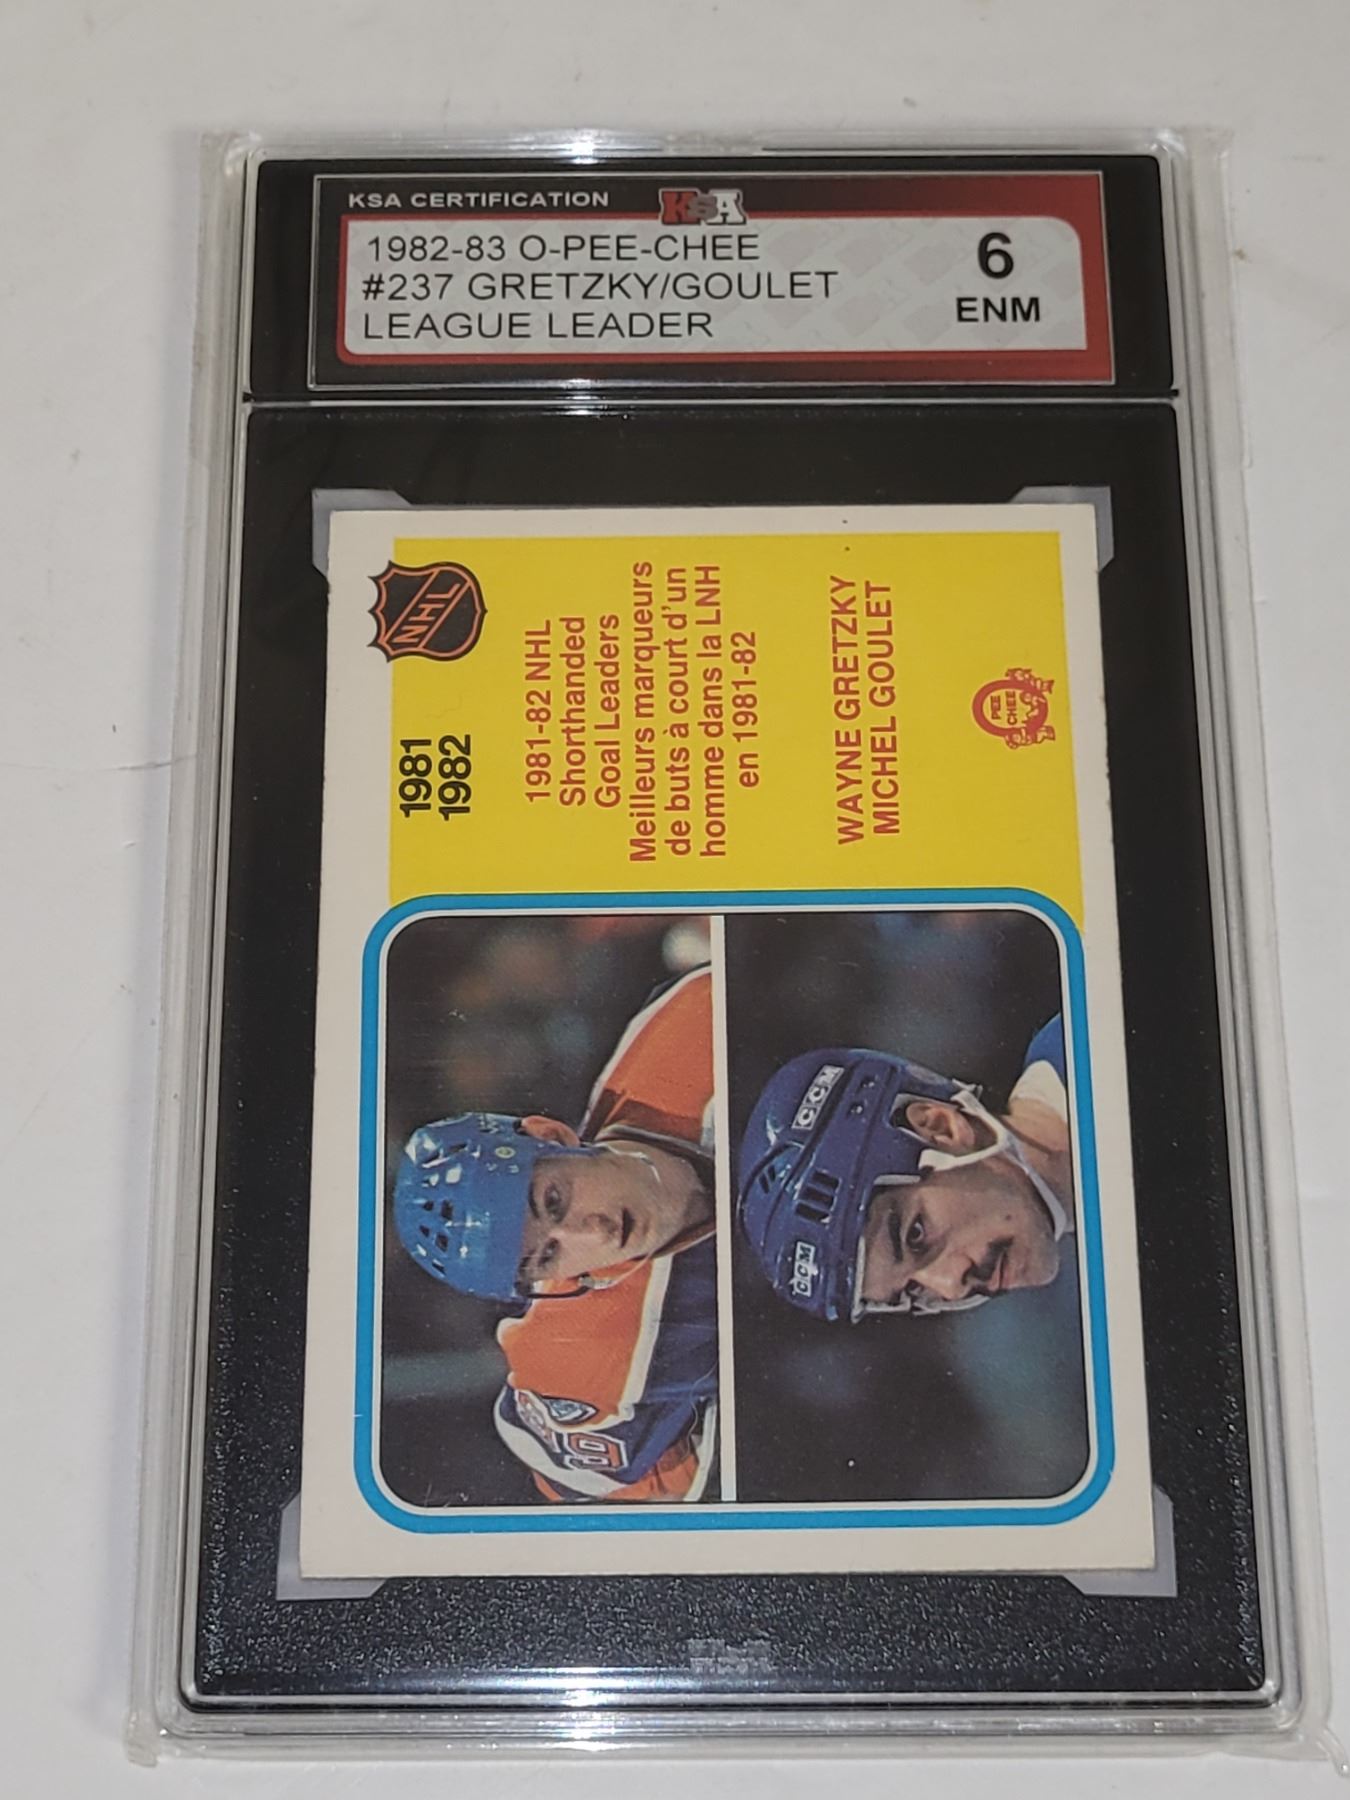 KSA CERTIFICATION
KSA
1982-83 O-PEE-CHEE
#237 GRETZKY/GOULET
LEAGUE LEADER
6
ENM
NHL
1981
1982
1981-82 NHL
Shorthanded
Goal Leaders
Meilleurs marqueurs
de buts à court d'un
homme dans la LNH
en 1981-82
WAYNE GRETZKY
MICHEL GOULET
O
PEE
CHEE
CCM
CCM